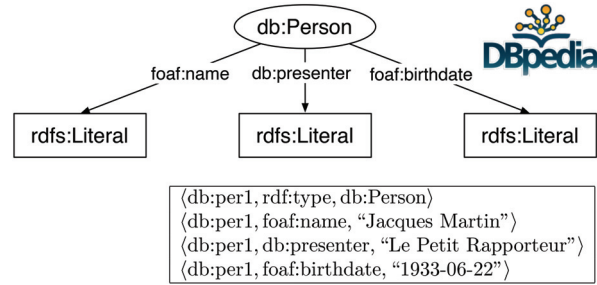 db:Person
DBpedia
foaf:name db:presenter foaf:birthdate
rdfs:Literal rdfs:Literal rdfs:Literal
⟨db:per1, rdf:type, db:Person⟩
⟨db:per1, foaf:name, “Jacques Martin”⟩
⟨db:per1, db:presenter, “Le Petit Rapporteur”⟩
⟨db:per1, foaf:birthdate, “1933-06-22”⟩